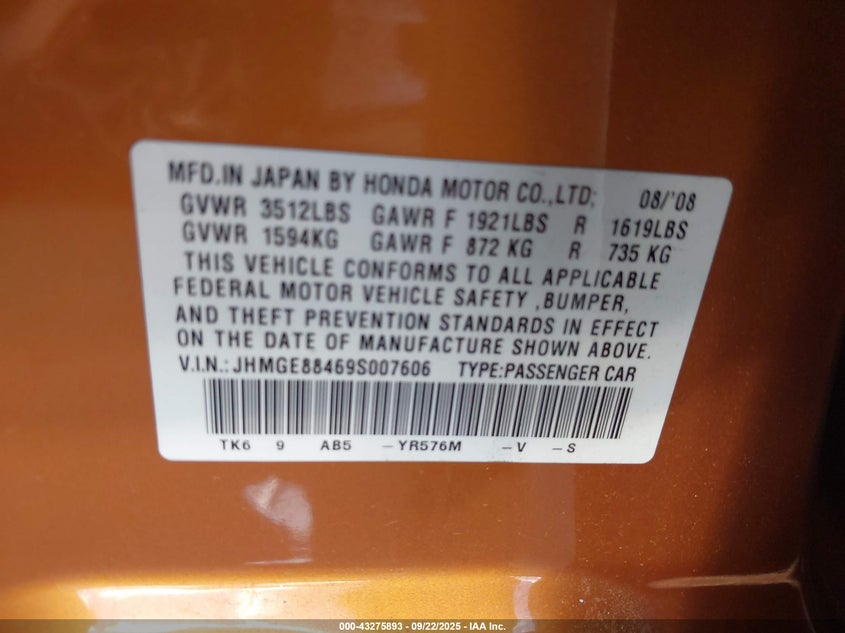 MFD.IN JAPAN BY HONDA MOTOR CO.,LTD; 08/'08
GVWR 3512LBS GAWR F 1921LBS R 1619LBS
GVWR 1594KG GAWR F 872 KG R 735 KG
THIS VEHICLE CONFORMS TO ALL APPLICABLE
FEDERAL MOTOR VEHICLE SAFETY ,BUMPER,
AND THEFT PREVENTION STANDARDS IN EFFECT
ON THE DATE OF MANUFACTURE SHOWN ABOVE.
V.I.N.:JHMGE88469S007606 TYPE:PASSENGER CAR
TK6 9 AB5 -YR576M -V -S
000-43275893 - 09/22/2025 - IAA Inc.